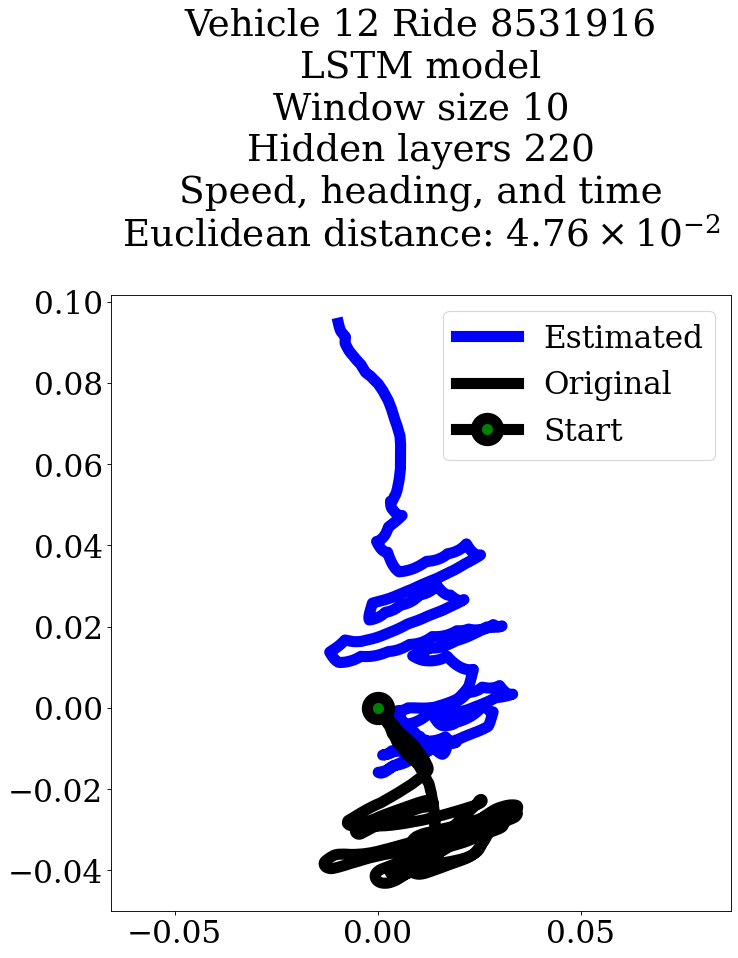 Vehicle 12 Ride 8531916
LSTM model
Window size 10
Hidden layers 220
Speed, heading, and time
Euclidean distance: 4.76 × 10⁻²
Estimated
Original
Start
0.10
0.08
0.06
0.04
0.02
0.00
−0.02
−0.04
−0.05 0.00 0.05